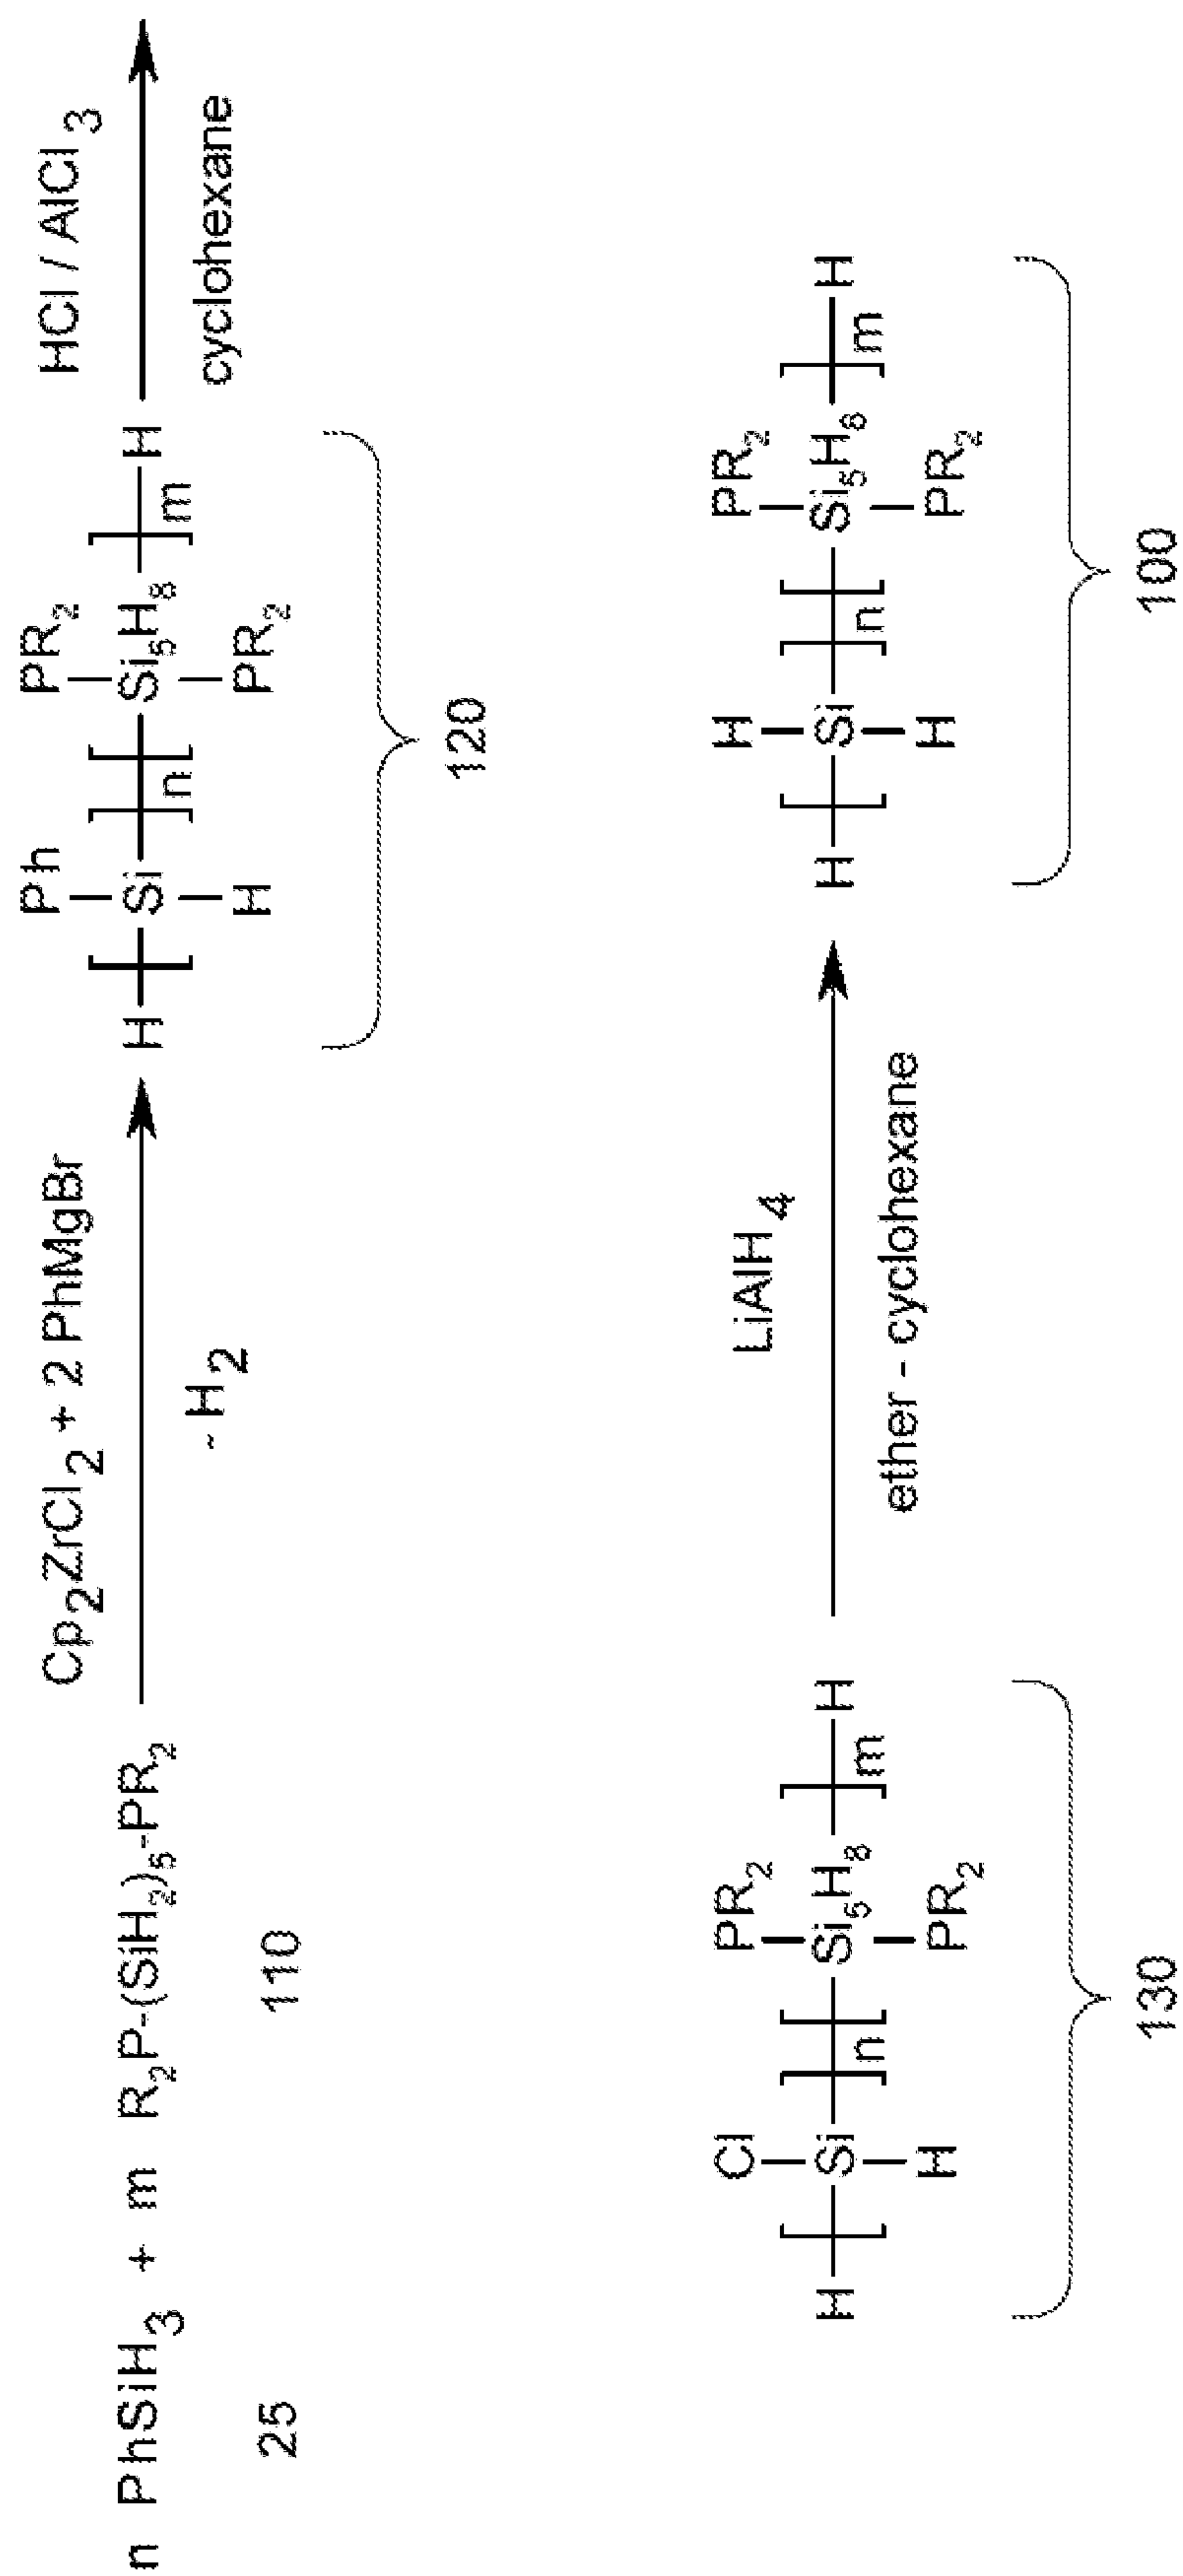 n PhSiH3 + m R2P-(SiH2)5-PR2
25
110
Cp2ZrCl2 + 2 PhMgBr
~ H2
Ph PR2
H [ Si ]n [ Si5H8 ]m H
H PR2
120
HCl / AlCl3
cyclohexane
Cl PR2
H [ Si ]n [ Si5H8 ]m H
H PR2
130
LiAlH4
ether - cyclohexane
H PR2
H [ Si ]n [ Si5H8 ]m H
H PR2
100